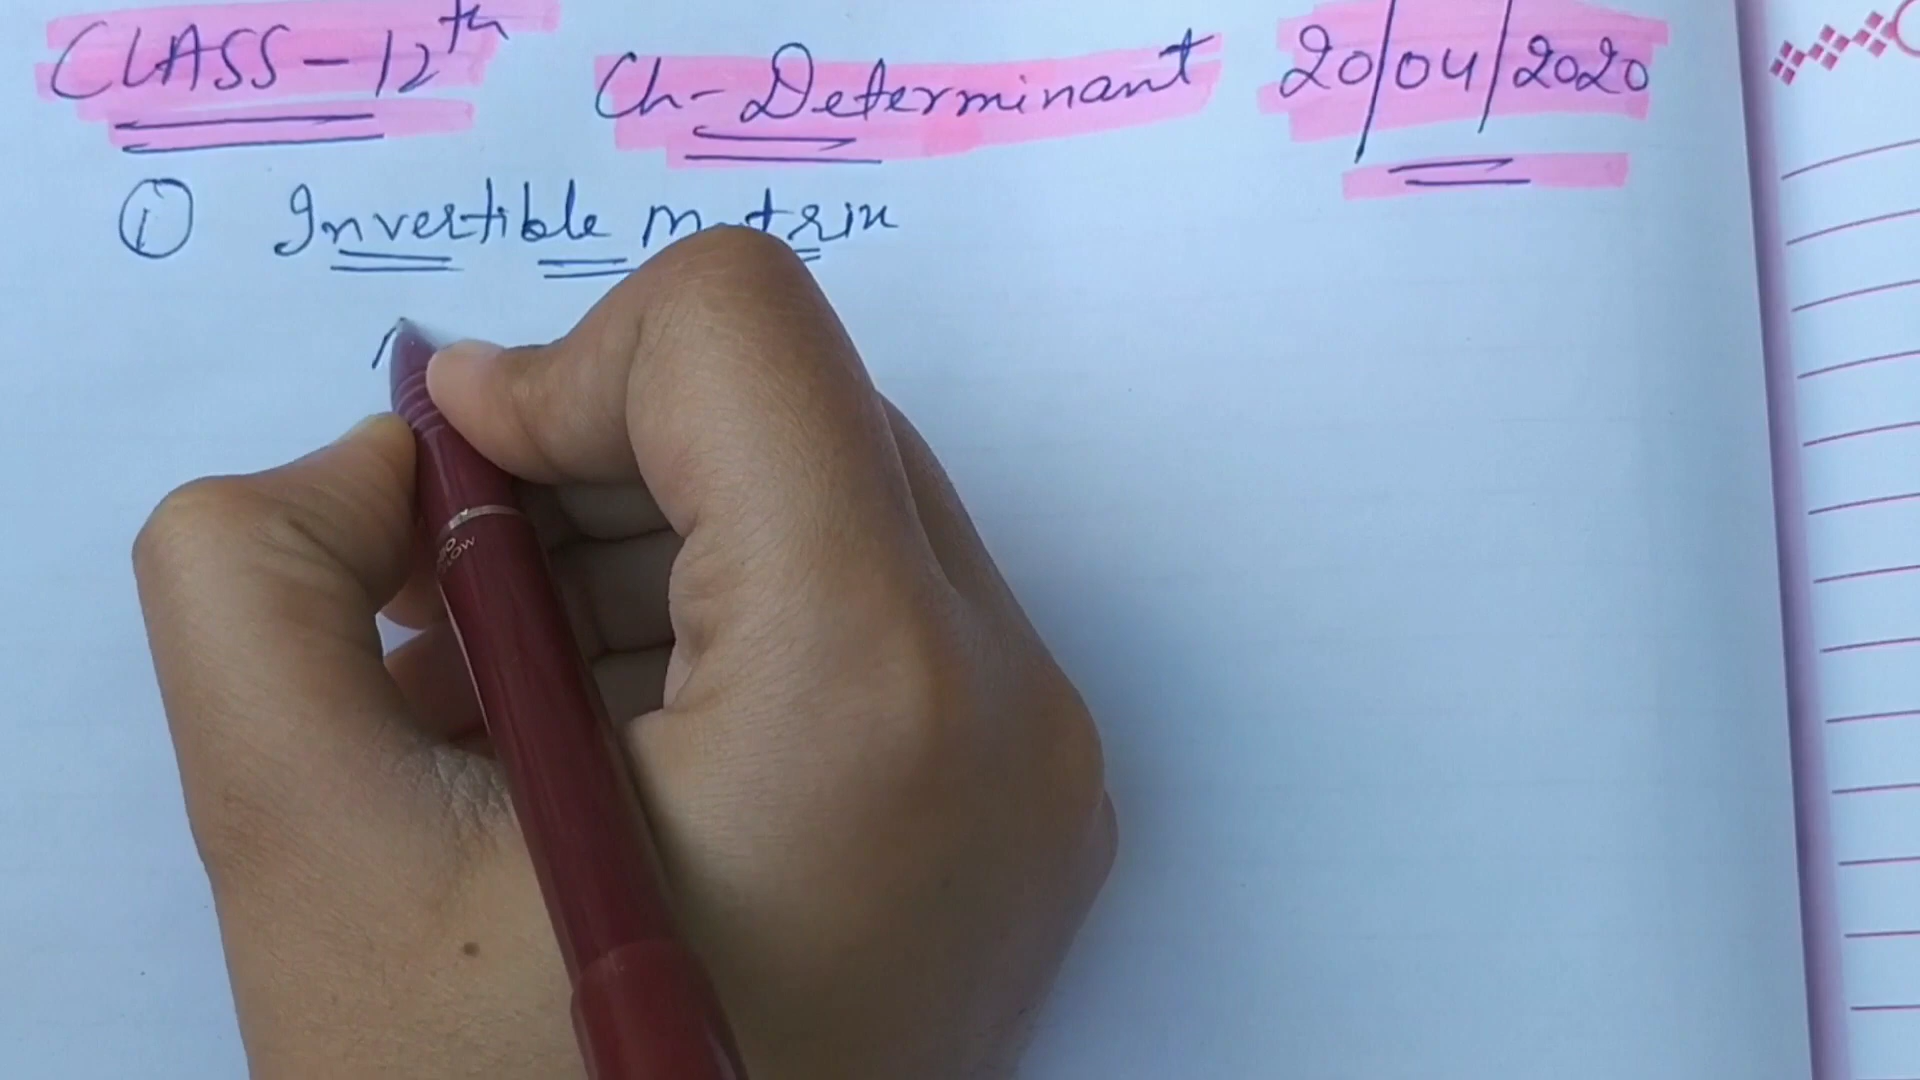 CLASS-12th Ch-Determinant 20/04/2020
① Invertible matrix